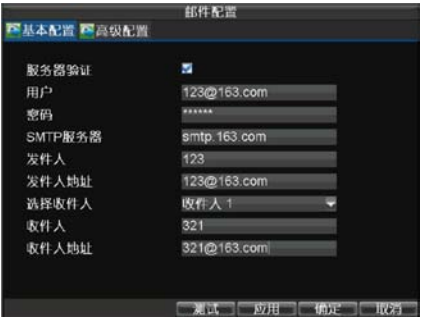 邮件配置
基本配置 高级配置
服务器验证
用户 123@163.com
密码 ******
SMTP服务器 smtp.163.com
发件人 123
发件人地址 123@163.com
选择收件人 收件人 1
收件人 321
收件人地址 321@163.com
测试 应用 确定 取消